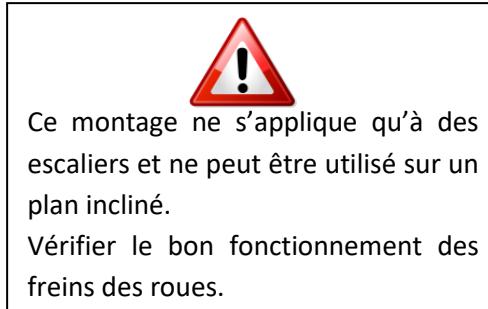 Ce montage ne s’applique qu’à des
escaliers et ne peut être utilisé sur un
plan incliné.
Vérifier le bon fonctionnement des
freins des roues.